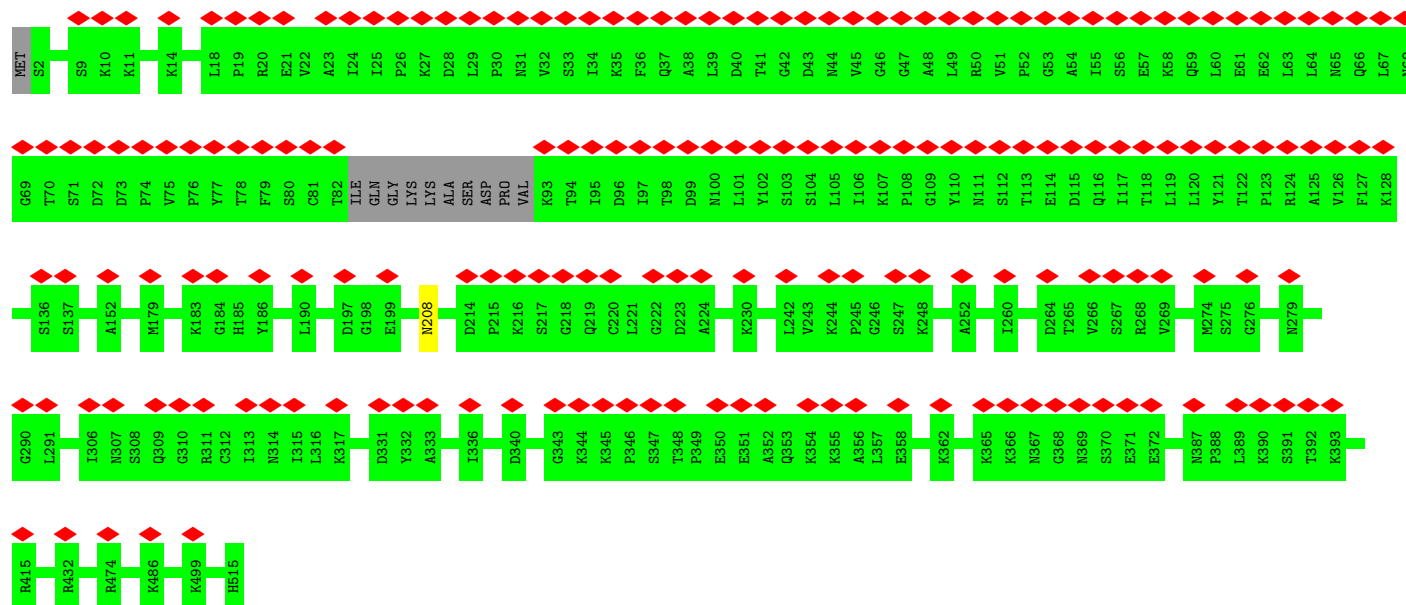 MET S2 S9 K10 K11 K14 L18 P19 R20 E21 V22 A23 I24 I25 P26 K27 D28 L29 P30 N31 V32 S33 I34 K35 F36 Q37 A38 L39 D40 T41 G42 D43 N44 V45 G46 G47 A48 L49 R50 V51 P52 G53 A54 I55 S56 E57 K58 Q59 L60 E61 E62 L63 L64 N65 Q66 L67 N68
G69 T70 S71 D72 D73 P74 V75 P76 Y77 T78 F79 S80 C81 T82 ILE GLN GLY LYS LYS ALA SER ASP PRO VAL K93 T94 I95 D96 I97 T98 D99 N100 L101 Y102 S103 S104 L105 I106 K107 P108 G109 Y110 N111 S112 T113 E114 D115 Q116 I117 T118 L119 L120 Y121 T122 P123 R124 A125 V126 F127 K128
S136 S137 A152 M179 K183 G184 H185 Y186 L190 D197 G198 E199 N208 D214 P215 K216 S217 G218 Q219 C220 L221 G222 D223 A224 K230 L242 V243 K244 P245 G246 S247 K248 A252 I260 D264 T265 V266 S267 R268 V269 M274 S275 G276 N279
G290 L291 I306 N307 S308 Q309 G310 R311 C312 I313 N314 I315 L316 K317 D331 Y332 A333 I336 D340 G343 K344 K345 P346 S347 T348 P349 E350 E351 A352 Q353 K354 K355 A356 L357 E358 K362 K365 K366 N367 G368 N369 S370 E371 E372 N387 P388 L389 K390 S391 T392 K393
R415 R432 R474 K486 K499 H515